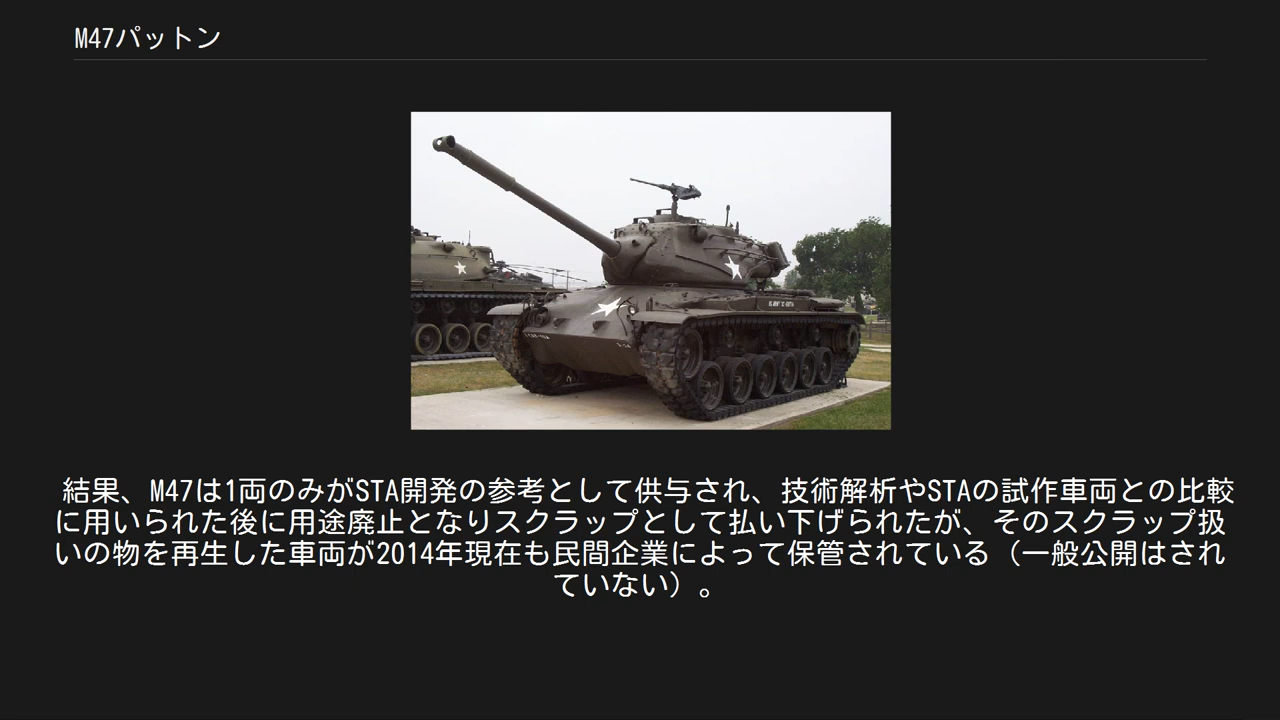 M47パットン
結果、M47は1両のみがSTA開発の参考として供与され、技術解析やSTAの試作車両との比較
に用いられた後に用途廃止となりスクラップとして払い下げられたが、そのスクラップ扱
いの物を再生した車両が2014年現在も民間企業によって保管されている（一般公開はされ
ていない）。